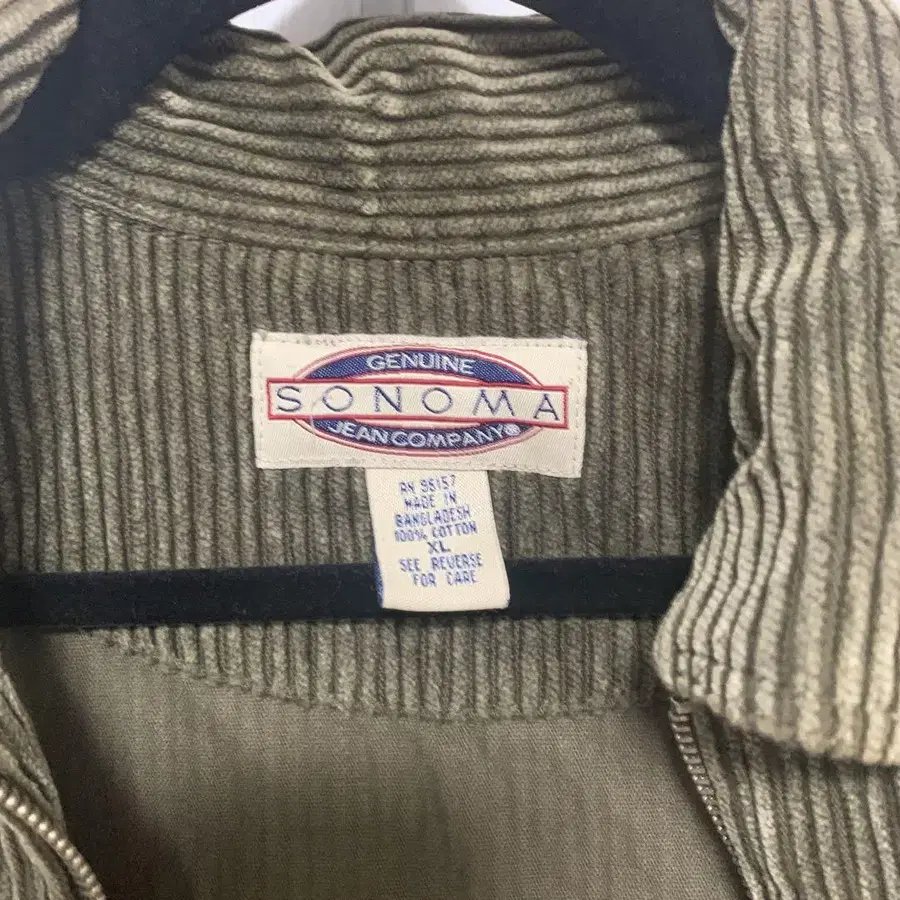 GENUINE
SONOMA
JEAN COMPANY®
RN 95157
MADE IN
BANGLADESH
100% COTTON
XL
SEE REVERSE
FOR CARE